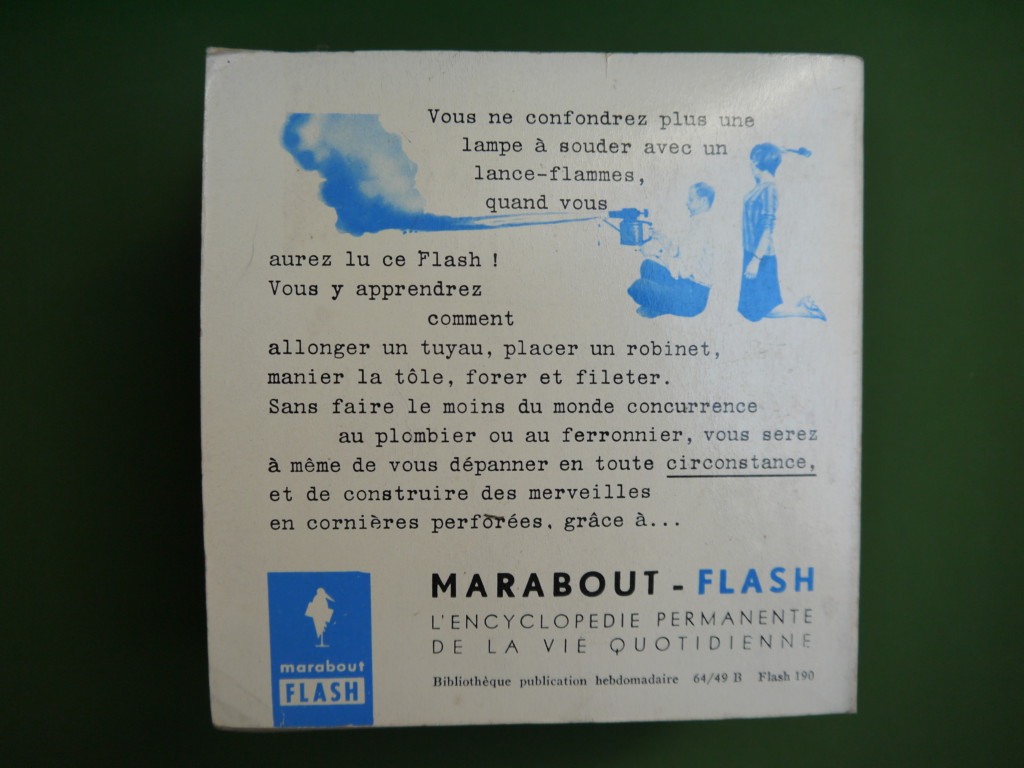 Vous ne confondrez plus une
lampe à souder avec un
lance-flammes,
quand vous
aurez lu ce Flash !
Vous y apprendrez
comment
allonger un tuyau, placer un robinet,
manier la tôle, forer et fileter.
Sans faire le moins du monde concurrence
au plombier ou au ferronnier, vous serez
à même de vous dépanner en toute circonstance,
et de construire des merveilles
en cornières perforées, grâce à...
MARABOUT - FLASH
L'ENCYCLOPEDIE PERMANENTE
DE LA VIE QUOTIDIENNE
Bibliothèque publication hebdomadaire 64/49 B Flash 190
marabout
FLASH